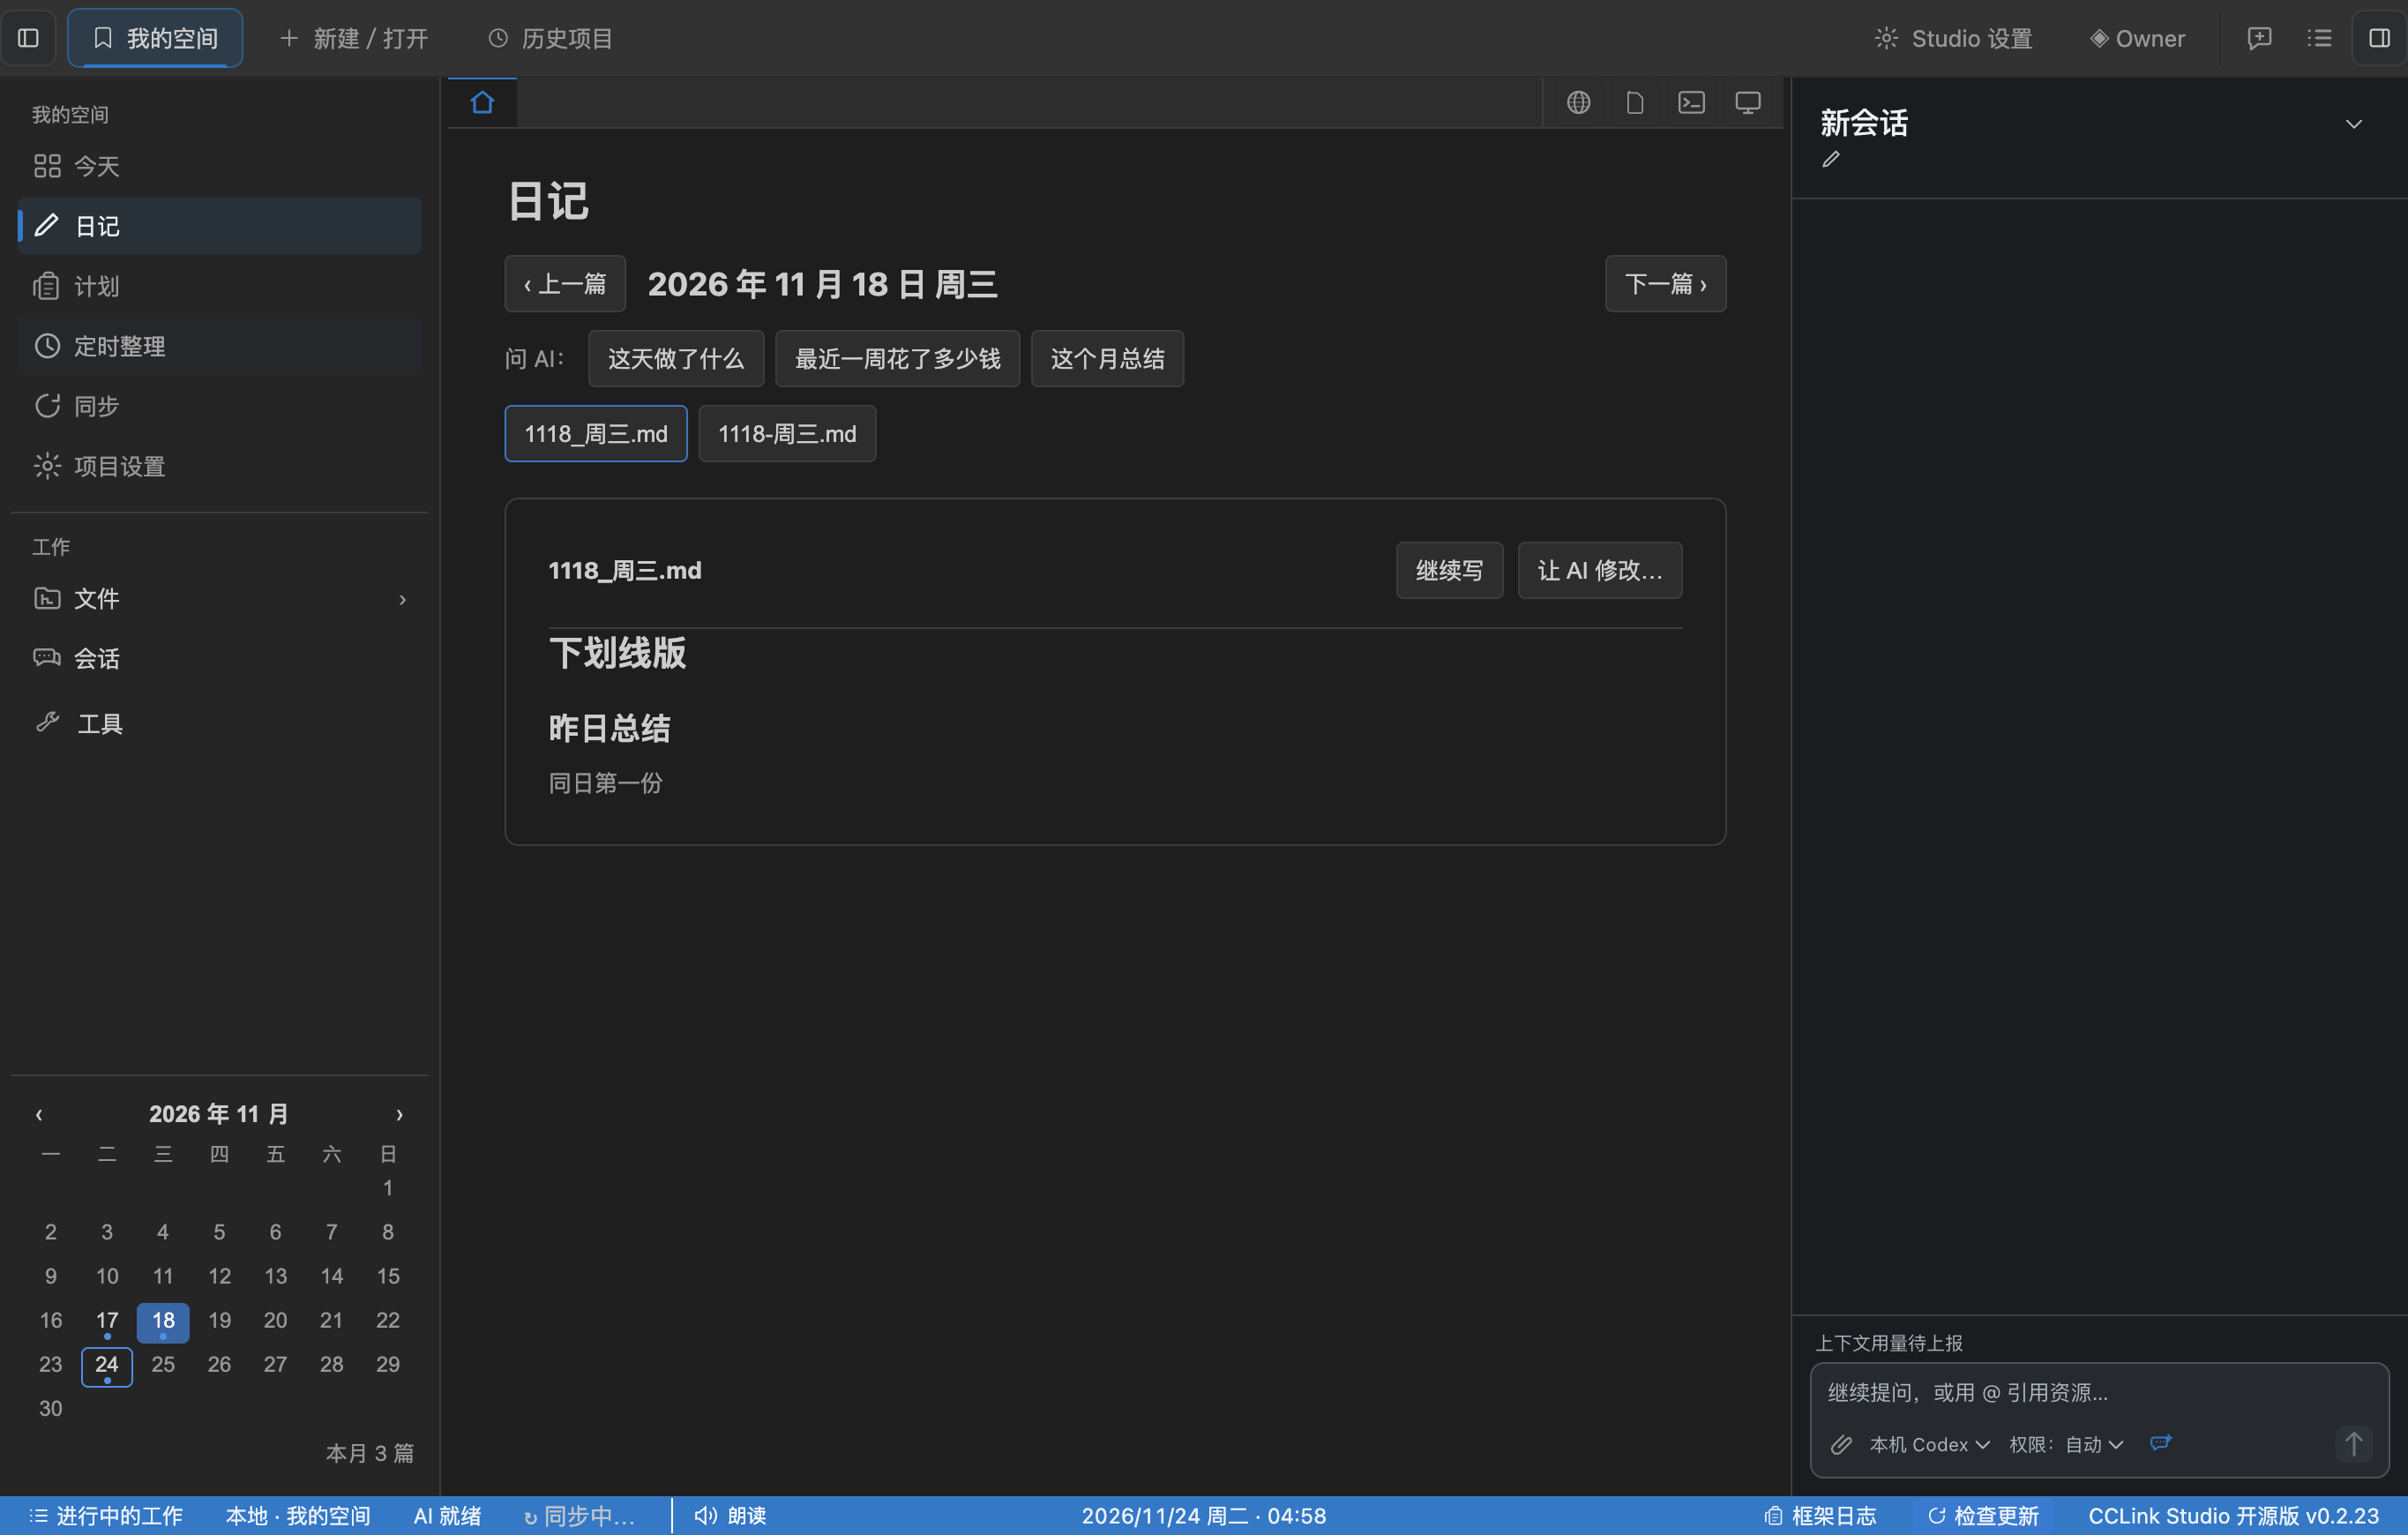 我的空间
新建 / 打开
历史项目
Studio 设置
Owner
我的空间
今天
日记
计划
定时整理
同步
项目设置
工作
文件 ›
会话
工具
‹ 2026 年 11 月 ›
一 二 三 四 五 六 日
1
2 3 4 5 6 7 8
9 10 11 12 13 14 15
16 17 18 19 20 21 22
23 24 25 26 27 28 29
30
本月 3 篇
日记
‹ 上一篇 2026 年 11 月 18 日 周三 下一篇 ›
问 AI： 这天做了什么 最近一周花了多少钱 这个月总结
1118_周三.md 1118-周三.md
1118_周三.md 继续写 让 AI 修改...
下划线版
昨日总结
同日第一份
新会话
上下文用量待上报
继续提问，或用 @ 引用资源...
本机 Codex 权限：自动
进行中的工作 本地 · 我的空间 AI 就绪 ↻ 同步中... 朗读 2026/11/24 周二 · 04:58 框架日志 检查更新 CCLink Studio 开源版 v0.2.23